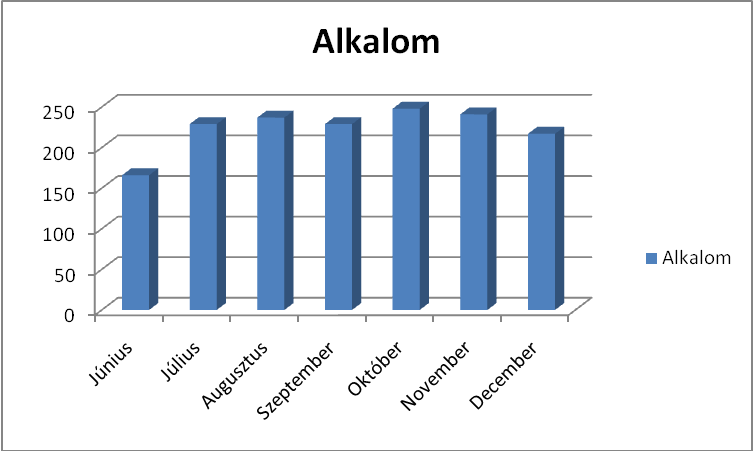 Alkalom
250
200
150
100
50
0
Június
Július
Augusztus
Szeptember
Október
November
December
Alkalom